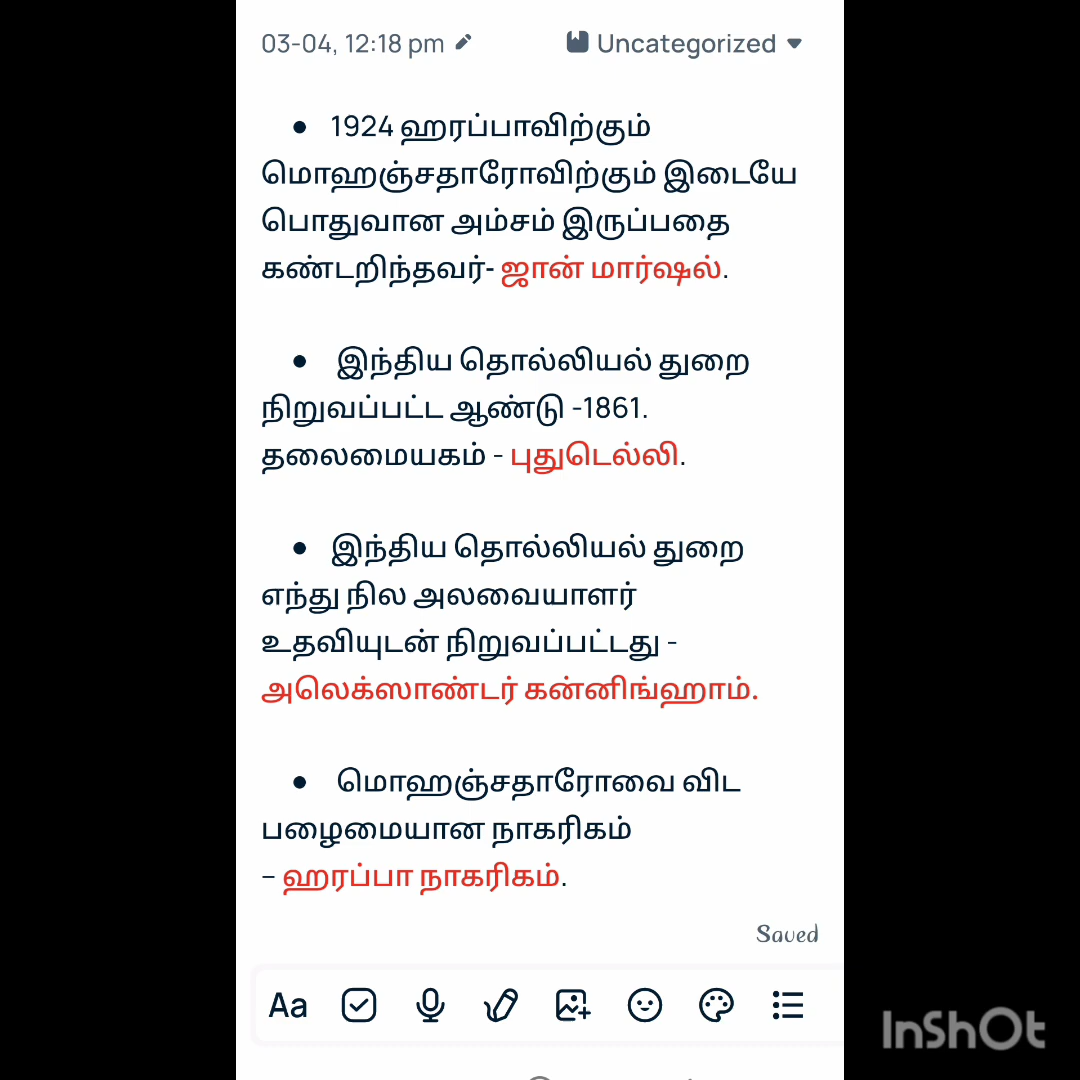 03-04, 12:18 pm Uncategorized
• 1924 ஹரப்பாவிற்கும்
மொஹஞ்சதாரோவிற்கும் இடையே
பொதுவான அம்சம் இருப்பதை
கண்டறிந்தவர்- ஜான் மார்ஷல்.
• இந்திய தொல்லியல் துறை
நிறுவப்பட்ட ஆண்டு -1861.
தலைமையகம் - புதுடெல்லி.
• இந்திய தொல்லியல் துறை
எந்து நில அலவையாளர்
உதவியுடன் நிறுவப்பட்டது -
அலெக்ஸாண்டர் கன்னிங்ஹாம்.
• மொஹஞ்சதாரோவை விட
பழைமையான நாகரிகம்
– ஹரப்பா நாகரிகம்.
Saved
Aa
InShOt